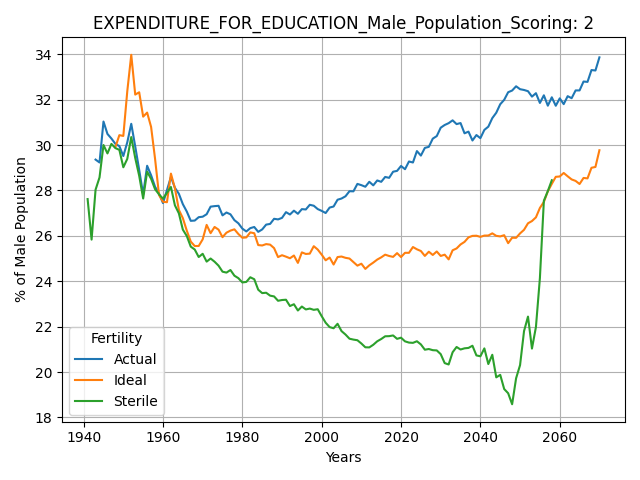 EXPENDITURE_FOR_EDUCATION_Male_Population_Scoring: 2
% of Male Population
34
32
30
28
26
24
22
20
18
Fertility
Actual
Ideal
Sterile
1940 1960 1980 2000 2020 2040 2060
Years